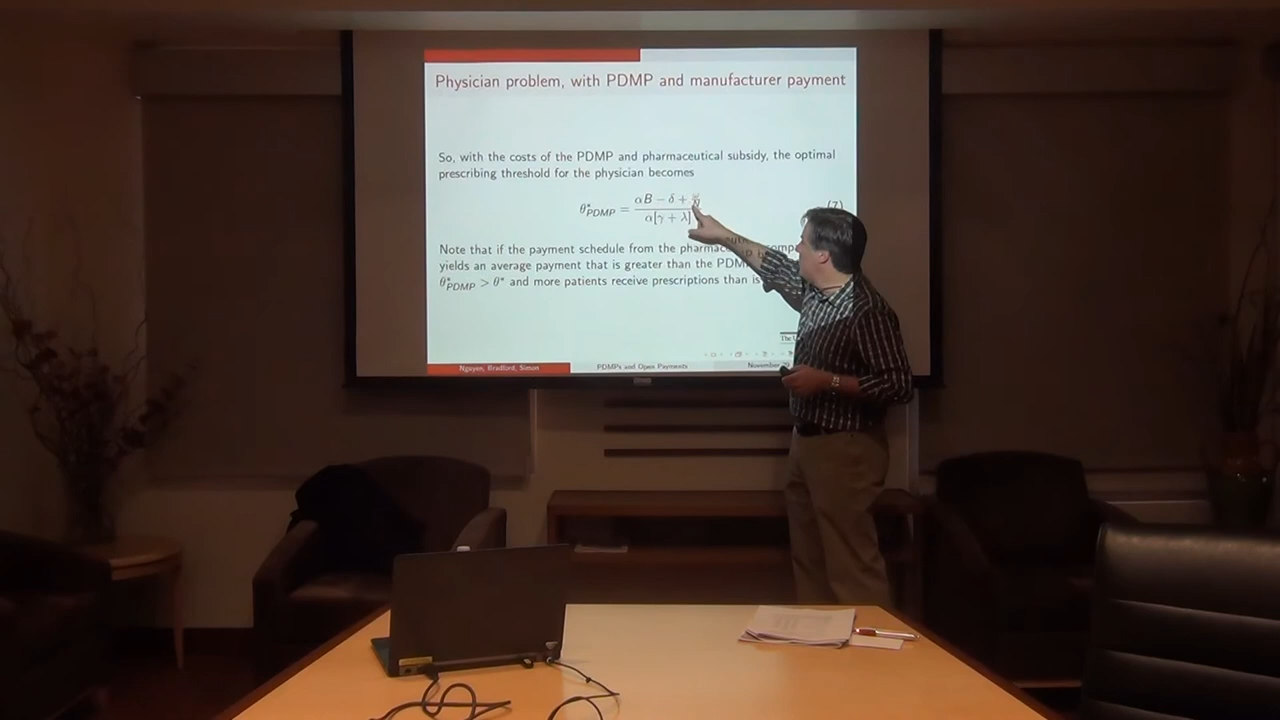 Physician problem, with PDMP and manufacturer payment
So, with the costs of the PDMP and pharmaceutical subsidy, the optimal
prescribing threshold for the physician becomes
θ*PDMP = αB − δ + / α[γ + λ] (7)
Note that if the payment schedule from the
yields an average payment that is greater than the
θ*PDMP > θ* and more patients receive prescriptions than is
Nguyen, Bradford, Simon
PDMPs and Open Payments
November